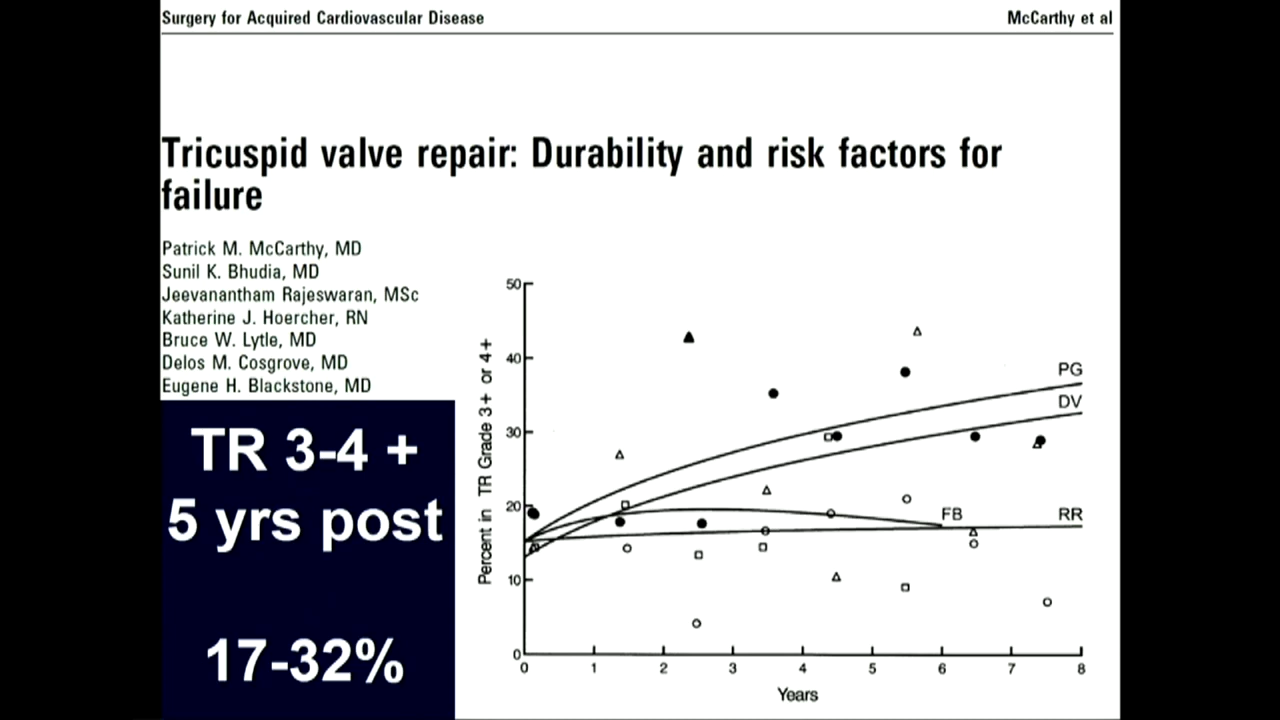 Surgery for Acquired Cardiovascular Disease
McCarthy et al
Tricuspid valve repair: Durability and risk factors for
failure
Patrick M. McCarthy, MD
Sunil K. Bhudia, MD
Jeevanantham Rajeswaran, MSc
Katherine J. Hoercher, RN
Bruce W. Lytle, MD
Delos M. Cosgrove, MD
Eugene H. Blackstone, MD
TR 3-4 +
5 yrs post
17-32%
Percent in TR Grade 3+ or 4+
50
40
30
20
10
0
PG
DV
FB
RR
0 1 2 3 4 5 6 7 8
Years